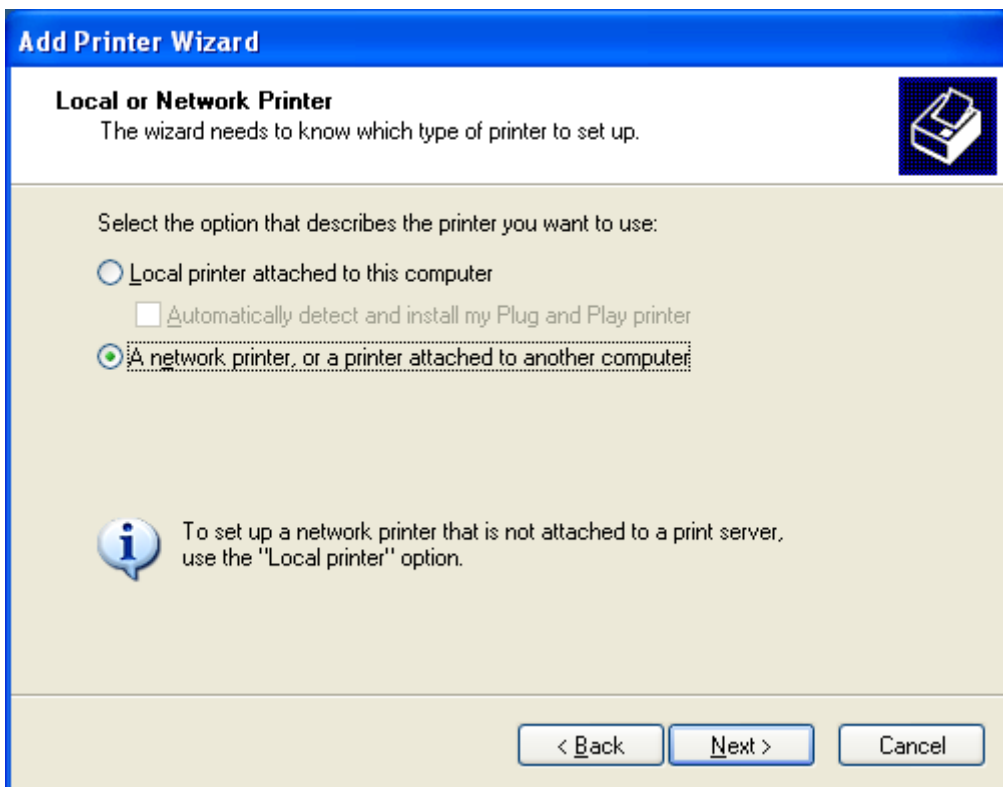 Add Printer Wizard
Local or Network Printer
The wizard needs to know which type of printer to set up.
Select the option that describes the printer you want to use:
Local printer attached to this computer
Automatically detect and install my Plug and Play printer
A network printer, or a printer attached to another computer
To set up a network printer that is not attached to a print server,
use the "Local printer" option.
< Back
Next >
Cancel